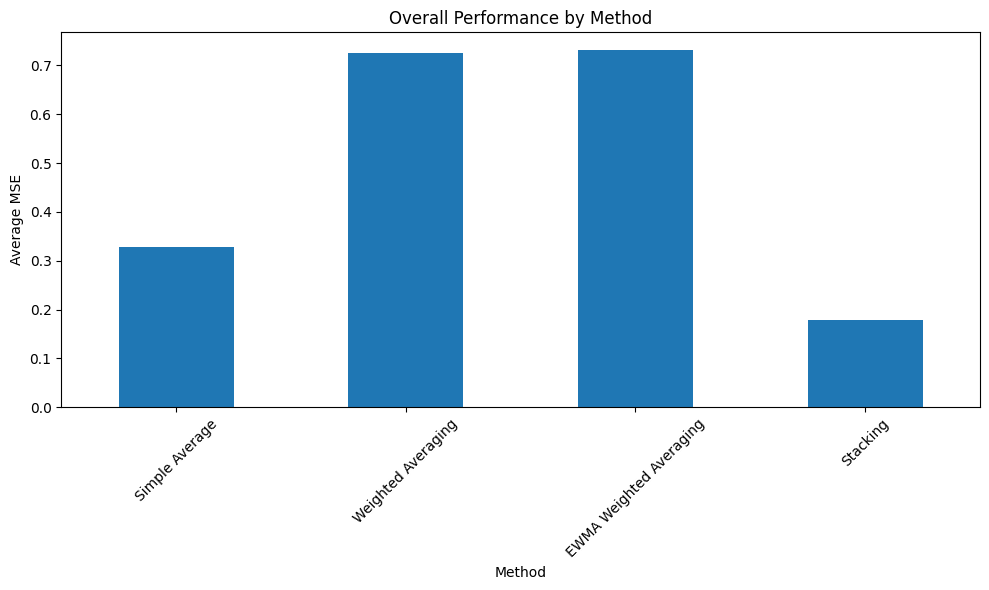 Overall Performance by Method
Average MSE
0.7
0.6
0.5
0.4
0.3
0.2
0.1
0.0
Simple Average
Weighted Averaging
EWMA Weighted Averaging
Stacking
Method